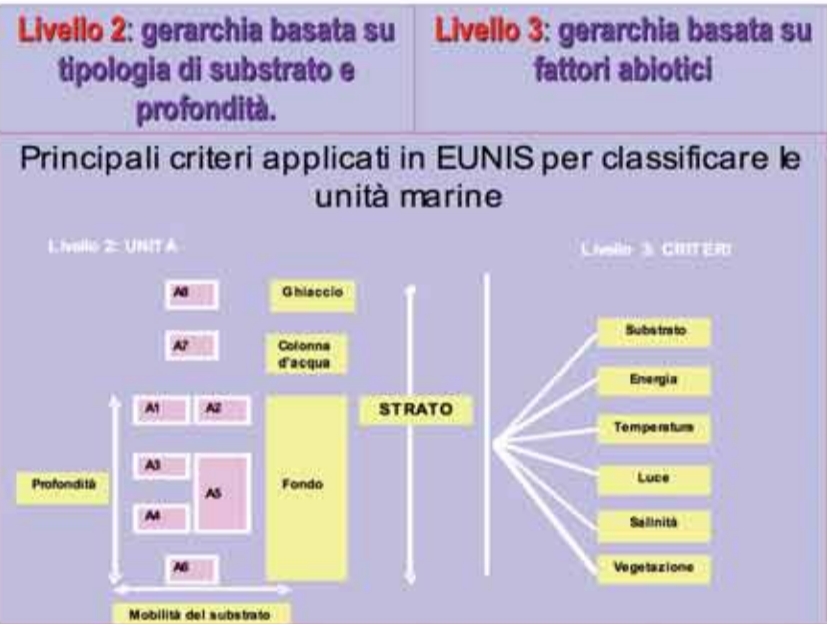 Livello 2: gerarchia basata su
tipologia di substrato e
profondità.
Livello 3: gerarchia basata su
fattori abiotici
Principali criteri applicati in EUNIS per classificare le
unità marine
Livello 2: UNITÀ
Livello 3: CRITERI
A8
Ghiaccio
A7
Colonna
d'acqua
A1
A2
STRATO
A3
A5
Profondità
Fondo
A4
A6
Mobilità del substrato
Substrato
Energia
Temperatura
Luce
Salinità
Vegetazione